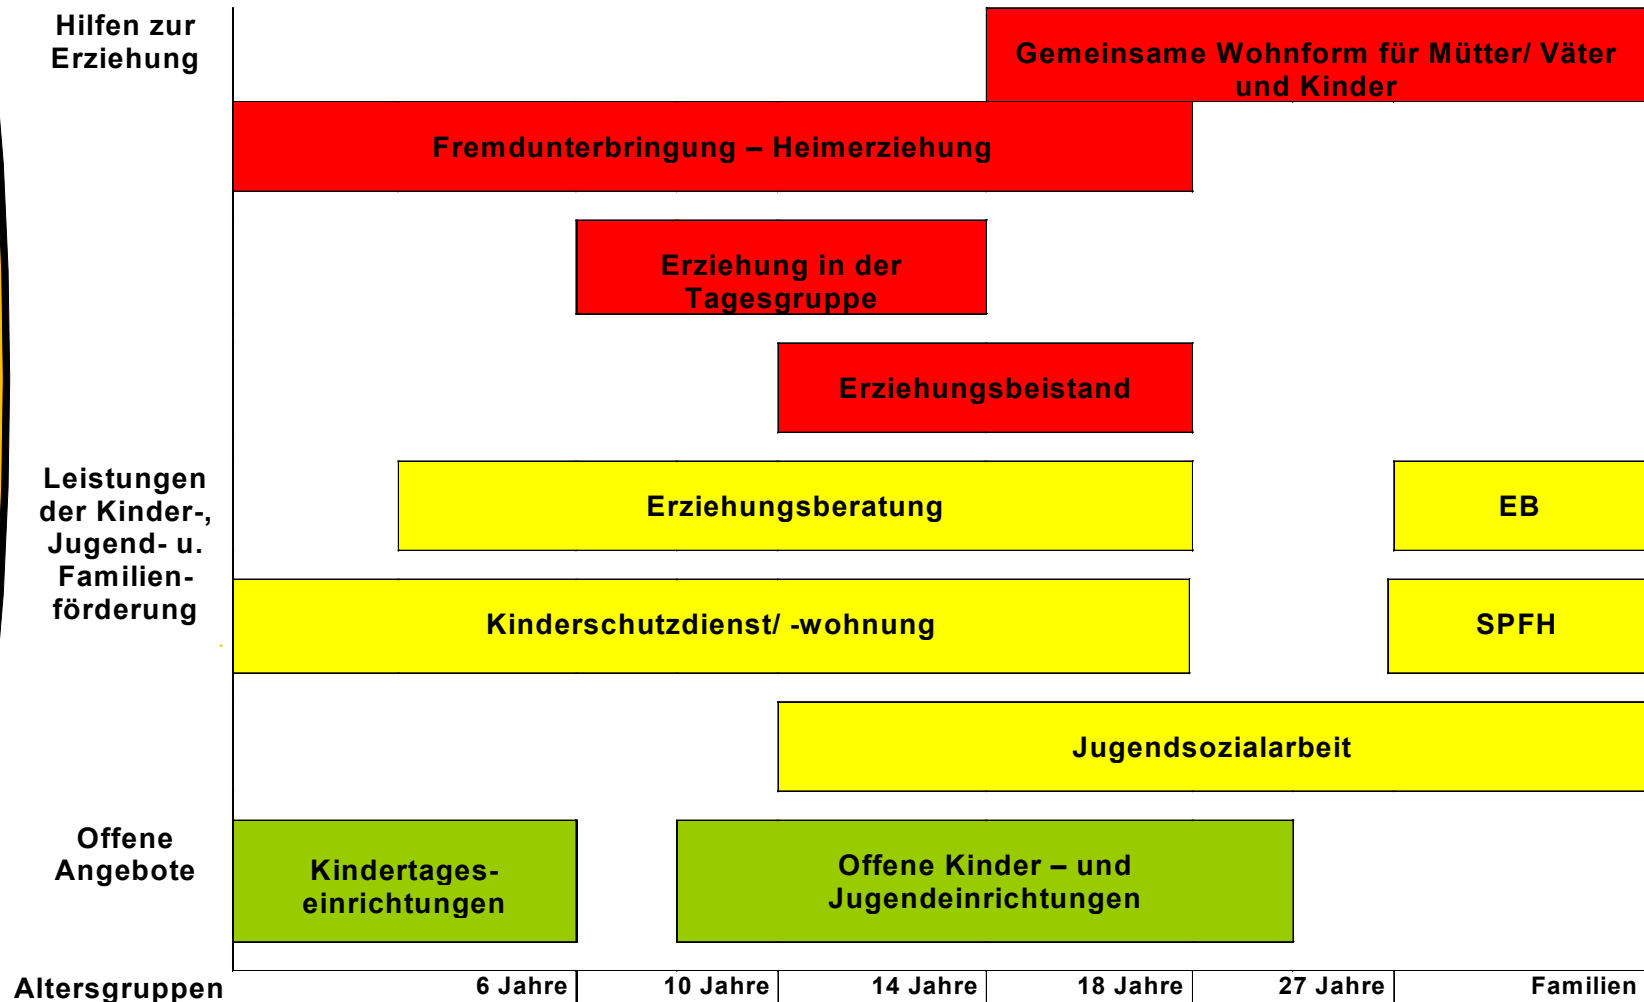 Hilfen zur
Erziehung
Gemeinsame Wohnform für Mütter/ Väter
und Kinder
Fremdunterbringung – Heimerziehung
Erziehung in der
Tagesgruppe
Erziehungsbeistand
Leistungen
der Kinder-,
Jugend- u.
Familien-
förderung
Erziehungsberatung
EB
Kinderschutzdienst/ -wohnung
SPFH
Jugendsozialarbeit
Offene
Angebote
Kindertages-
einrichtungen
Offene Kinder – und
Jugendeinrichtungen
Altersgruppen
6 Jahre
10 Jahre
14 Jahre
18 Jahre
27 Jahre
Familien